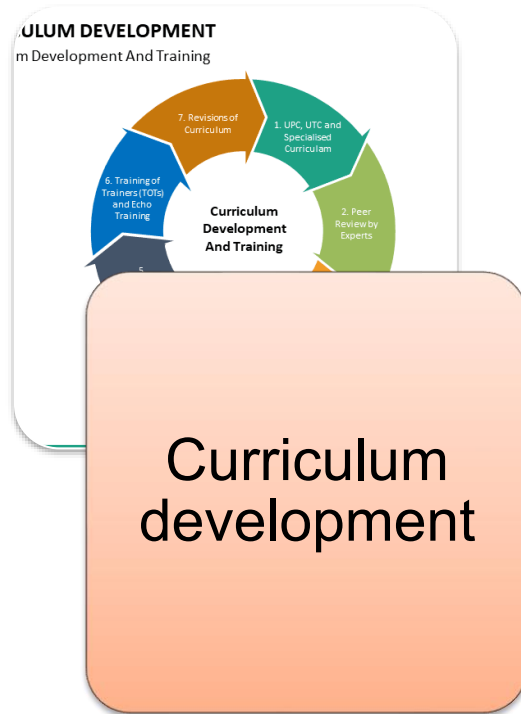 ULUM DEVELOPMENT
m Development And Training
7. Revisions of
Curriculum
1. UPC, UTC and
Specialised
Curriculam
6. Training of
Trainers (TOTs)
and Echo
Training
2. Peer
Review by
Experts
Curriculum
Development
And Training
5.
Curriculum
development